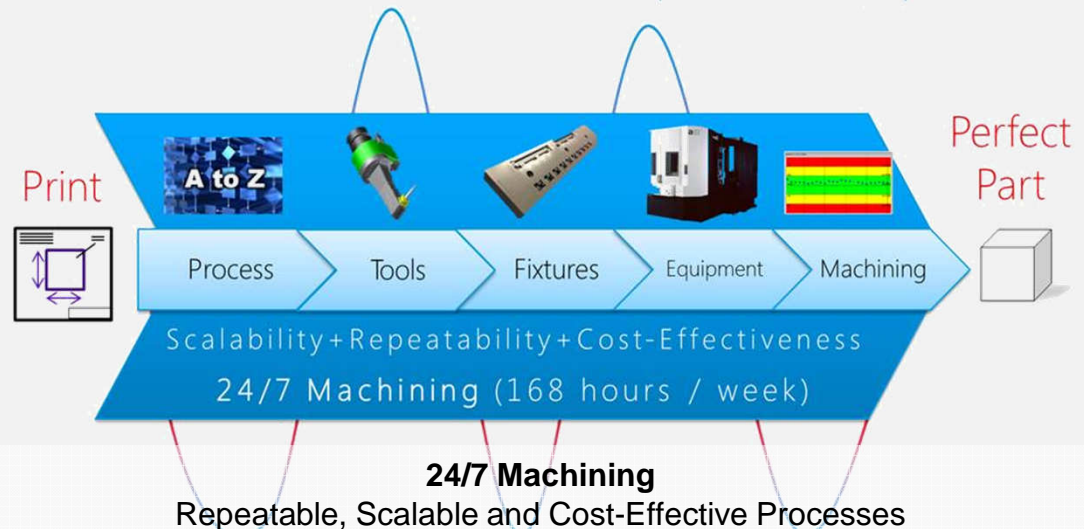 A to Z
Print
Perfect
Part
Process
Tools
Fixtures
Equipment
Machining
Scalability+Repeatability+Cost-Effectiveness
24/7 Machining (168 hours / week)
24/7 Machining
Repeatable, Scalable and Cost-Effective Processes